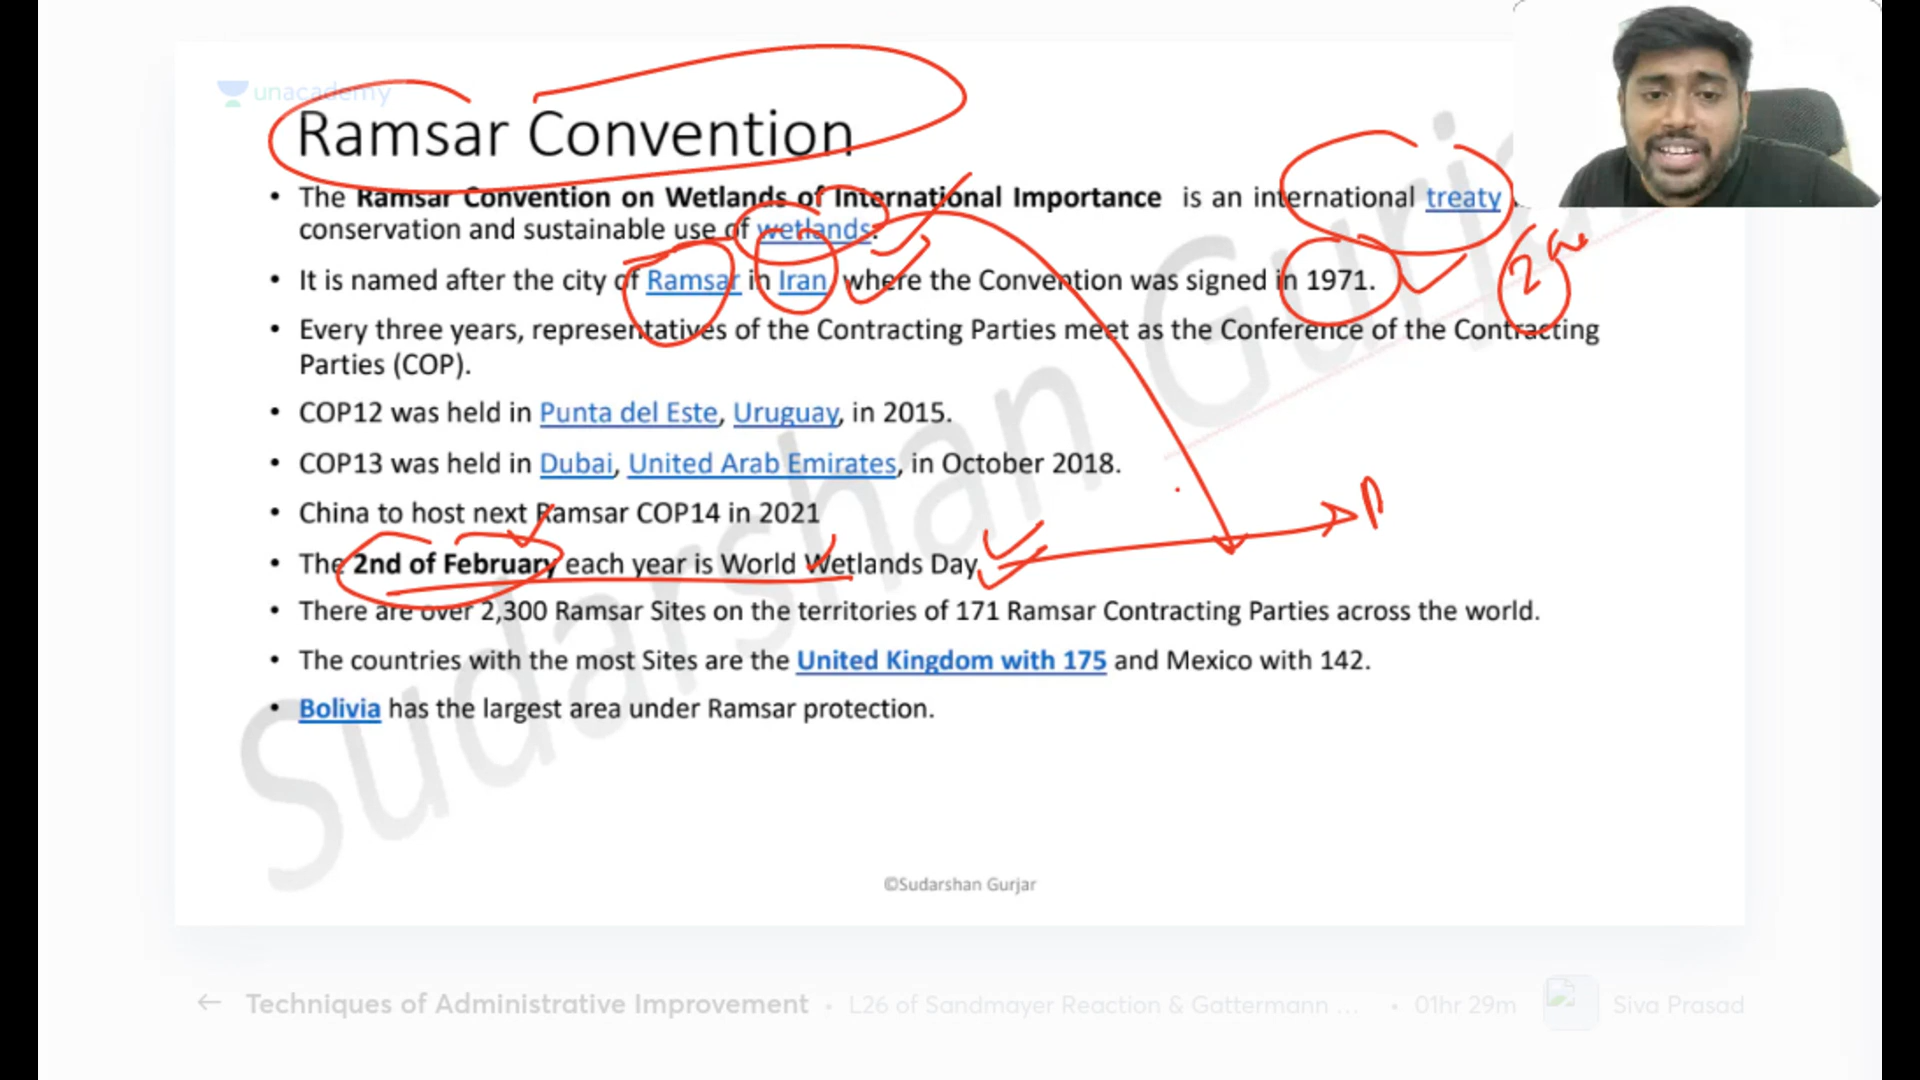 unacademy
Ramsar Convention
• The Ramsar Convention on Wetlands of International Importance is an international treaty
conservation and sustainable use of wetlands.
• It is named after the city of Ramsar in Iran, where the Convention was signed in 1971.
• Every three years, representatives of the Contracting Parties meet as the Conference of the Contracting
Parties (COP).
• COP12 was held in Punta del Este, Uruguay, in 2015.
• COP13 was held in Dubai, United Arab Emirates, in October 2018.
• China to host next Ramsar COP14 in 2021
• The 2nd of February each year is World Wetlands Day.
• There are over 2,300 Ramsar Sites on the territories of 171 Ramsar Contracting Parties across the world.
• The countries with the most Sites are the United Kingdom with 175 and Mexico with 142.
• Bolivia has the largest area under Ramsar protection.
Sudarshan Gurjar
©Sudarshan Gurjar
← Techniques of Administrative Improvement • L26 of Sandmayer Reaction & Gattermann ... • 01hr 29m Siva Prasad